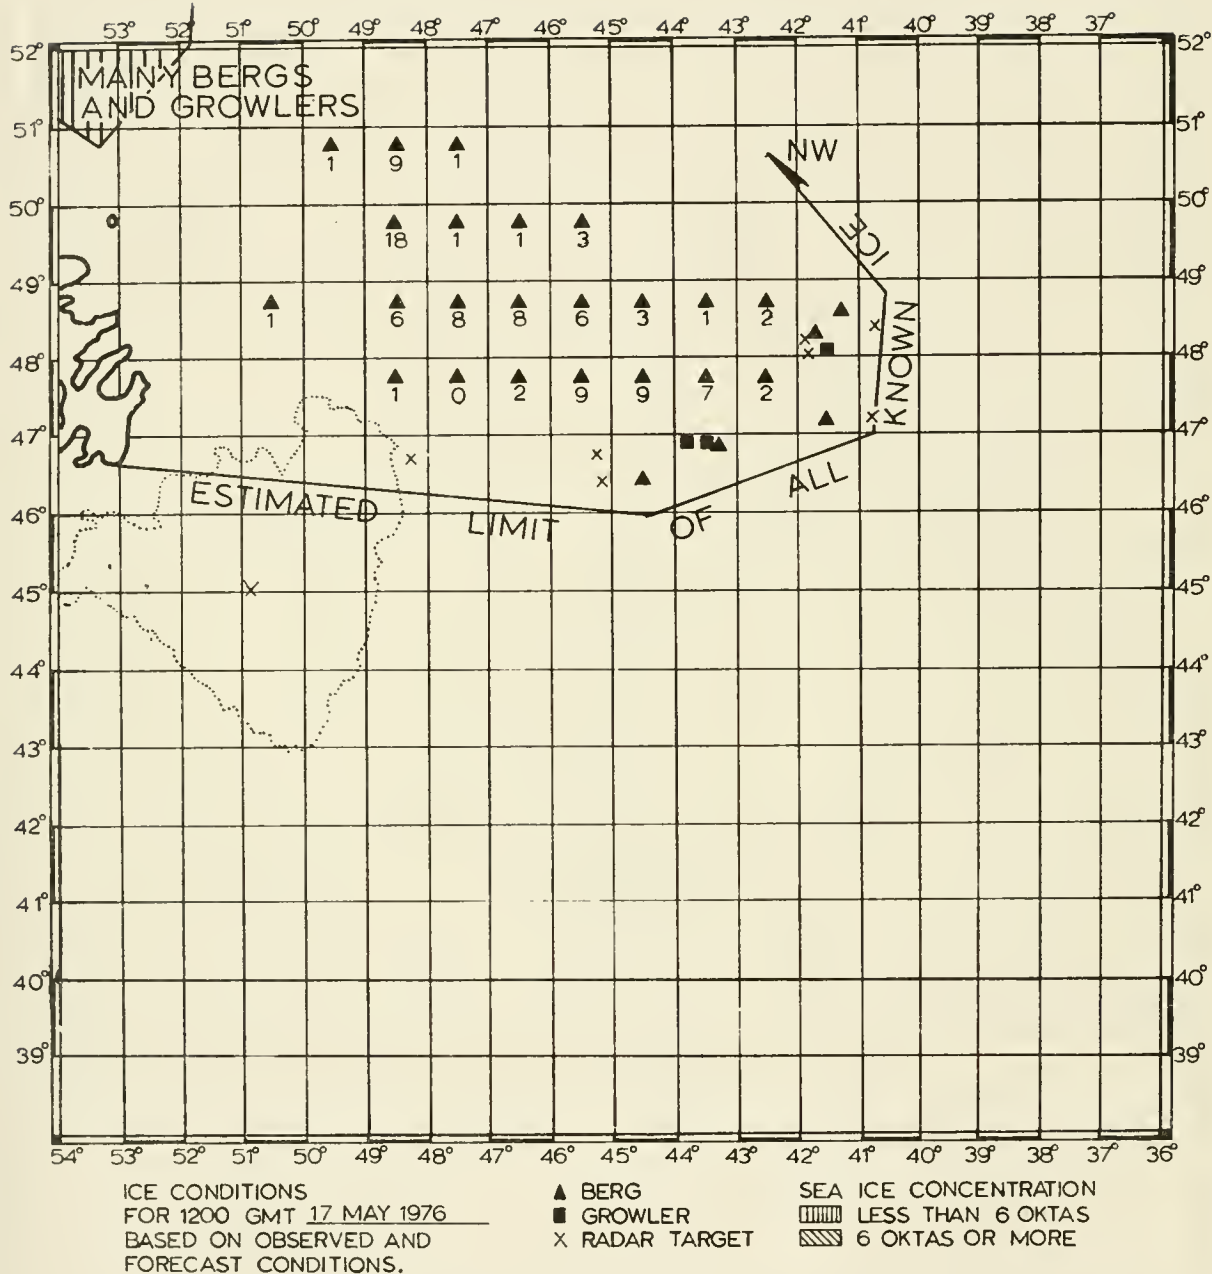 53° 52° 50° 49° 48° 47° 46° 45° 44° 43° 42° 41° 40° 39° 38° 37°
52° 52°
MANY BERGS
AND GROWLERS
51° 51°
NW
1 9 1
50° 50°
ICE
18 1 1 3
49° 49°
1 6 8 8 6 3 1 2
KNOWN
48° 48°
1 0 2 9 9 7 2
47° 47°
ALL
ESTIMATED LIMIT OF
46° 46°
45° 45°
44° 44°
43° 43°
42° 42°
41° 41°
40° 40°
39° 39°
54° 53° 52° 51° 50° 49° 48° 47° 46° 45° 44° 43° 42° 41° 40° 39° 38° 37° 36°
ICE CONDITIONS
FOR 1200 GMT 17 MAY 1976
BASED ON OBSERVED AND
FORECAST CONDITIONS.
▲ BERG
■ GROWLER
X RADAR TARGET
SEA ICE CONCENTRATION
LESS THAN 6 OKTAS
6 OKTAS OR MORE